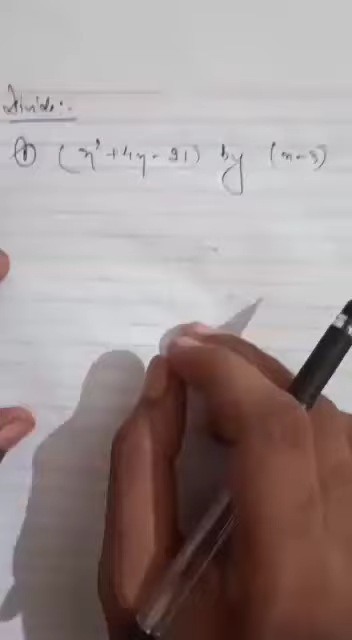 Divide:-
① (x² + 4x - 21) by (x - 3)